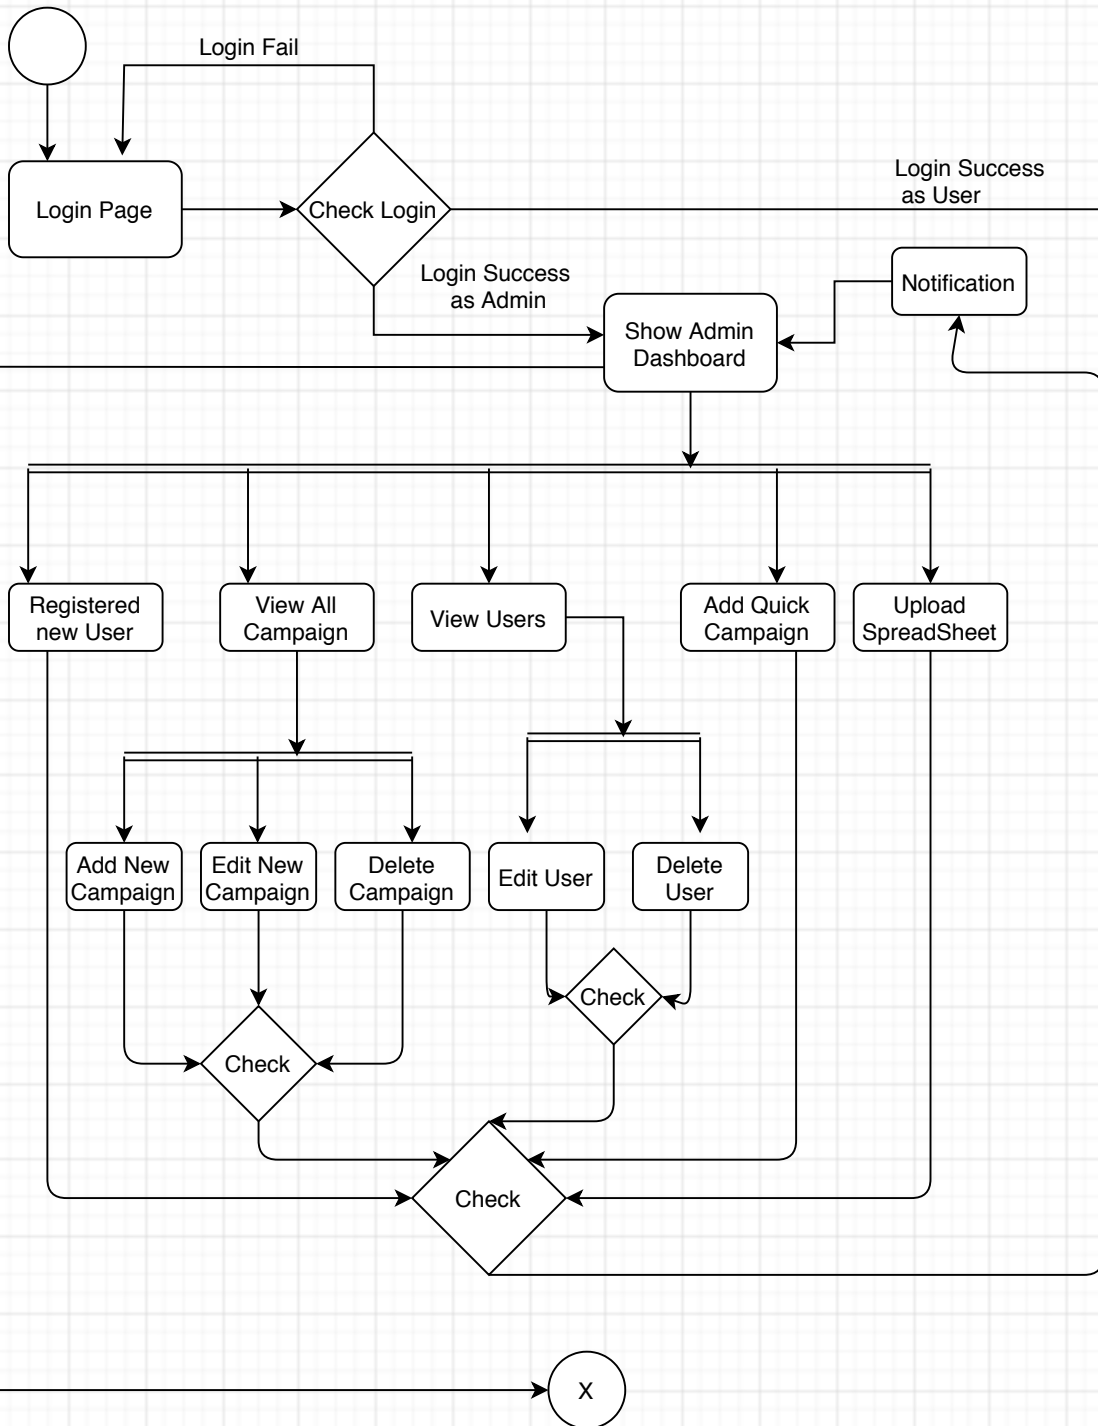 Login Fail
Login Page
Check Login
Login Success
as User
Login Success
as Admin
Notification
Show Admin
Dashboard
Registered
new User
View All
Campaign
View Users
Add Quick
Campaign
Upload
SpreadSheet
Add New
Campaign
Edit New
Campaign
Delete
Campaign
Edit User
Delete
User
Check
Check
Check
X